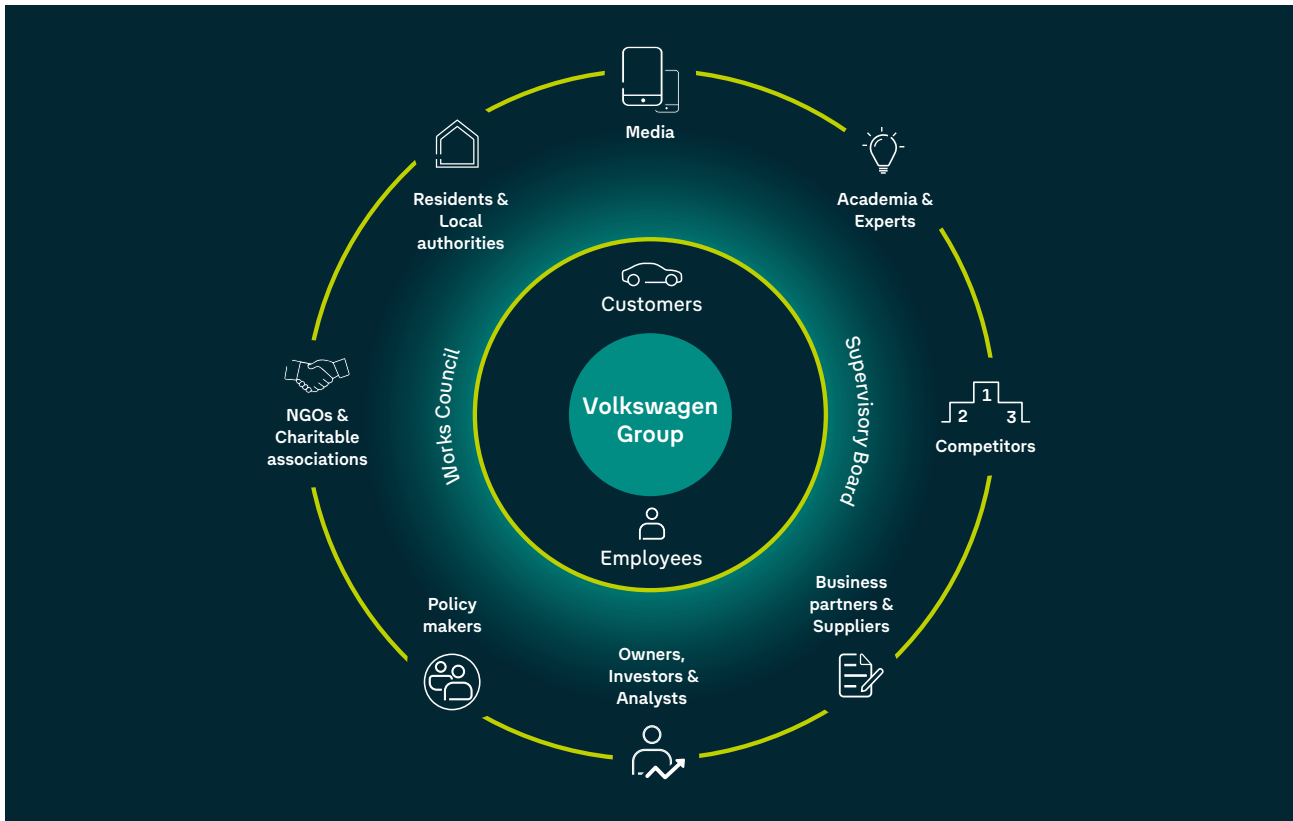 Media
Residents &
Local
authorities
Academia &
Experts
Customers
Works Council
Supervisory Board
NGOs &
Charitable
associations
Volkswagen
Group
1
2
3
Competitors
Employees
Policy
makers
Business
partners &
Suppliers
Owners,
Investors &
Analysts